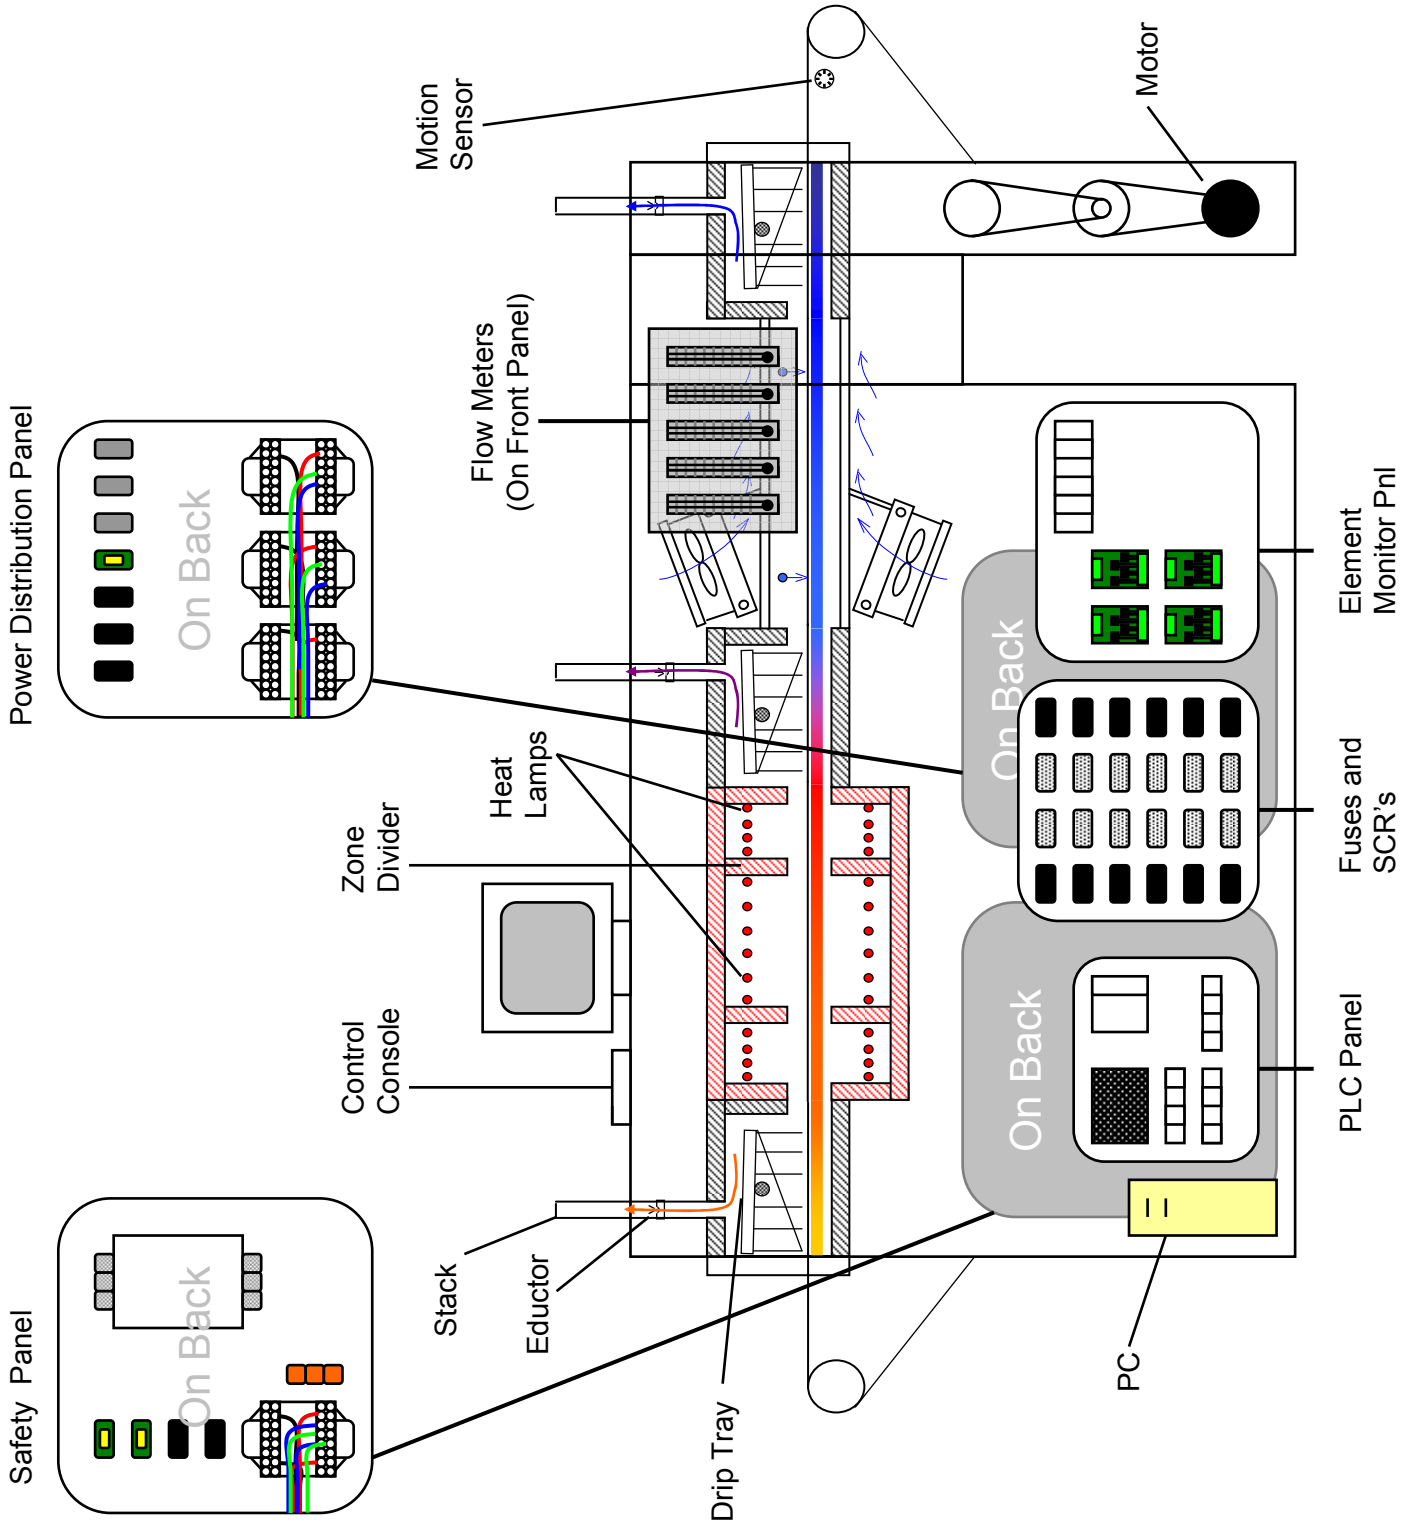 Safety Panel
On Back
Power Distribution Panel
On Back
Stack
Eductor
Drip Tray
Control
Console
Zone
Divider
Heat
Lamps
Flow Meters
(On Front Panel)
Motion
Sensor
Motor
On Back
On Back
PC
PLC Panel
Fuses and
SCR's
Element
Monitor Pnl